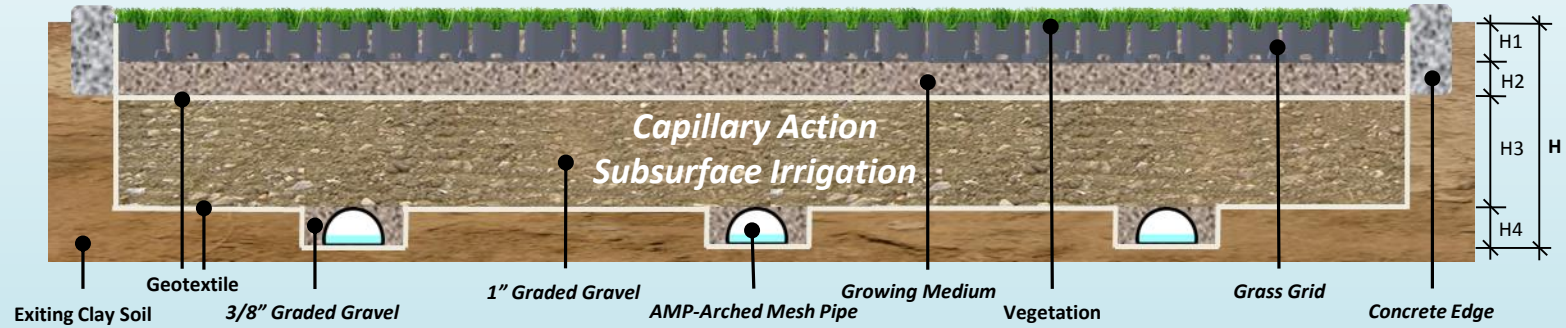 H1
H2
Capillary Action
Subsurface Irrigation
H3
H
H4
Geotextile
1” Graded Gravel
Growing Medium
Grass Grid
Exiting Clay Soil
3/8” Graded Gravel
AMP-Arched Mesh Pipe
Vegetation
Concrete Edge